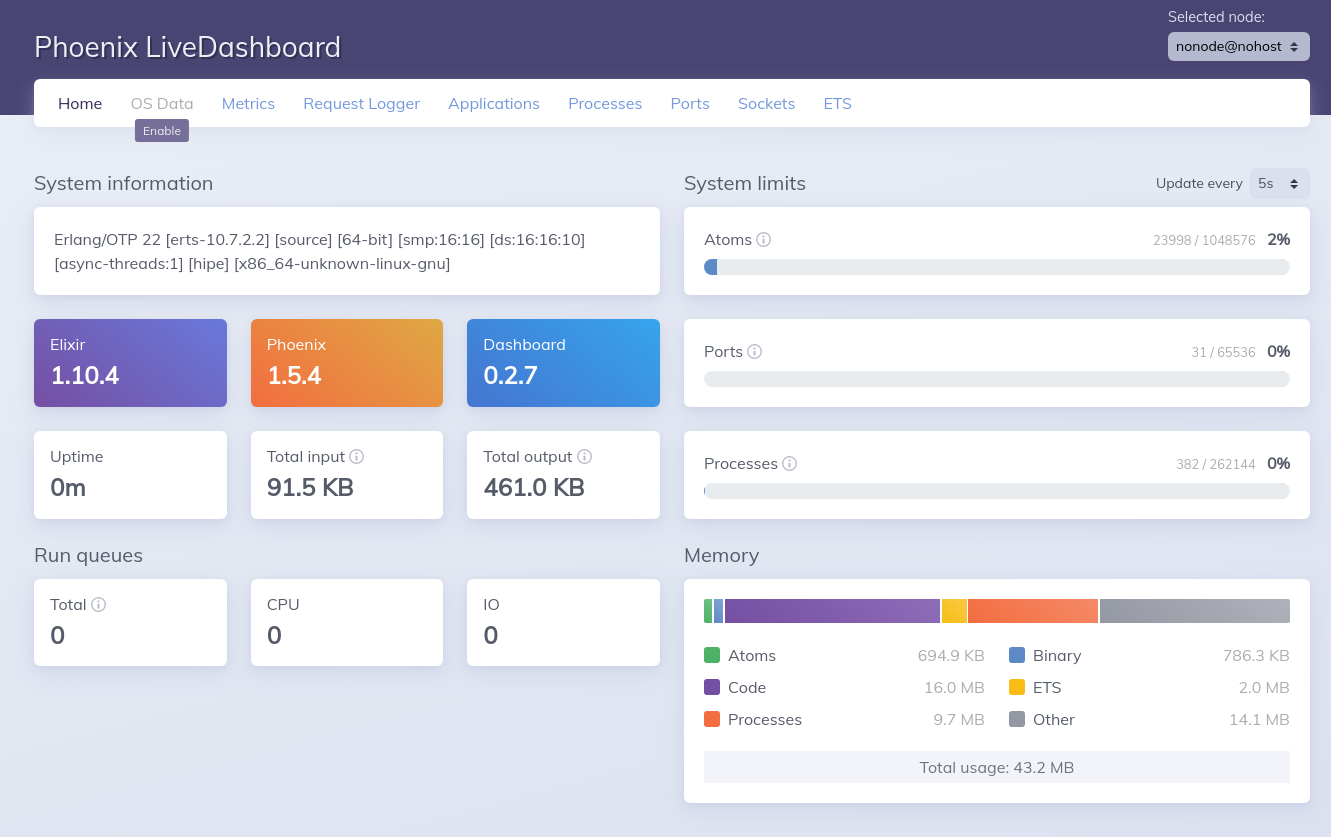 Selected node:
Phoenix LiveDashboard
nonode@nohost
Home OS Data Metrics Request Logger Applications Processes Ports Sockets ETS
Enable
System information
Erlang/OTP 22 [erts-10.7.2.2] [source] [64-bit] [smp:16:16] [ds:16:16:10]
[async-threads:1] [hipe] [x86_64-unknown-linux-gnu]
Elixir
1.10.4
Phoenix
1.5.4
Dashboard
0.2.7
Uptime
0m
Total input
91.5 KB
Total output
461.0 KB
Run queues
Total
0
CPU
0
IO
0
System limits
Update every 5s
Atoms 23998 / 1048576 2%
Ports 31 / 65536 0%
Processes 382 / 262144 0%
Memory
Atoms 694.9 KB Binary 786.3 KB
Code 16.0 MB ETS 2.0 MB
Processes 9.7 MB Other 14.1 MB
Total usage: 43.2 MB